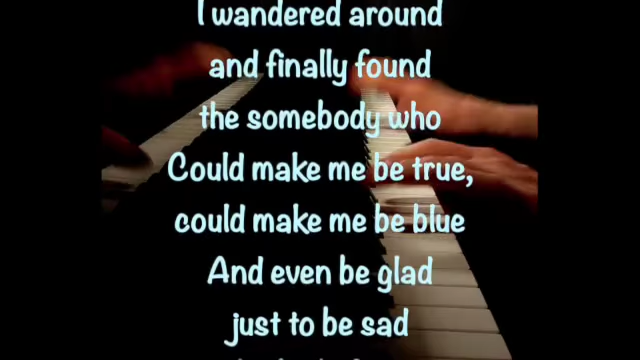 I wandered around
and finally found
the somebody who
Could make me be true,
could make me be blue
And even be glad
just to be sad